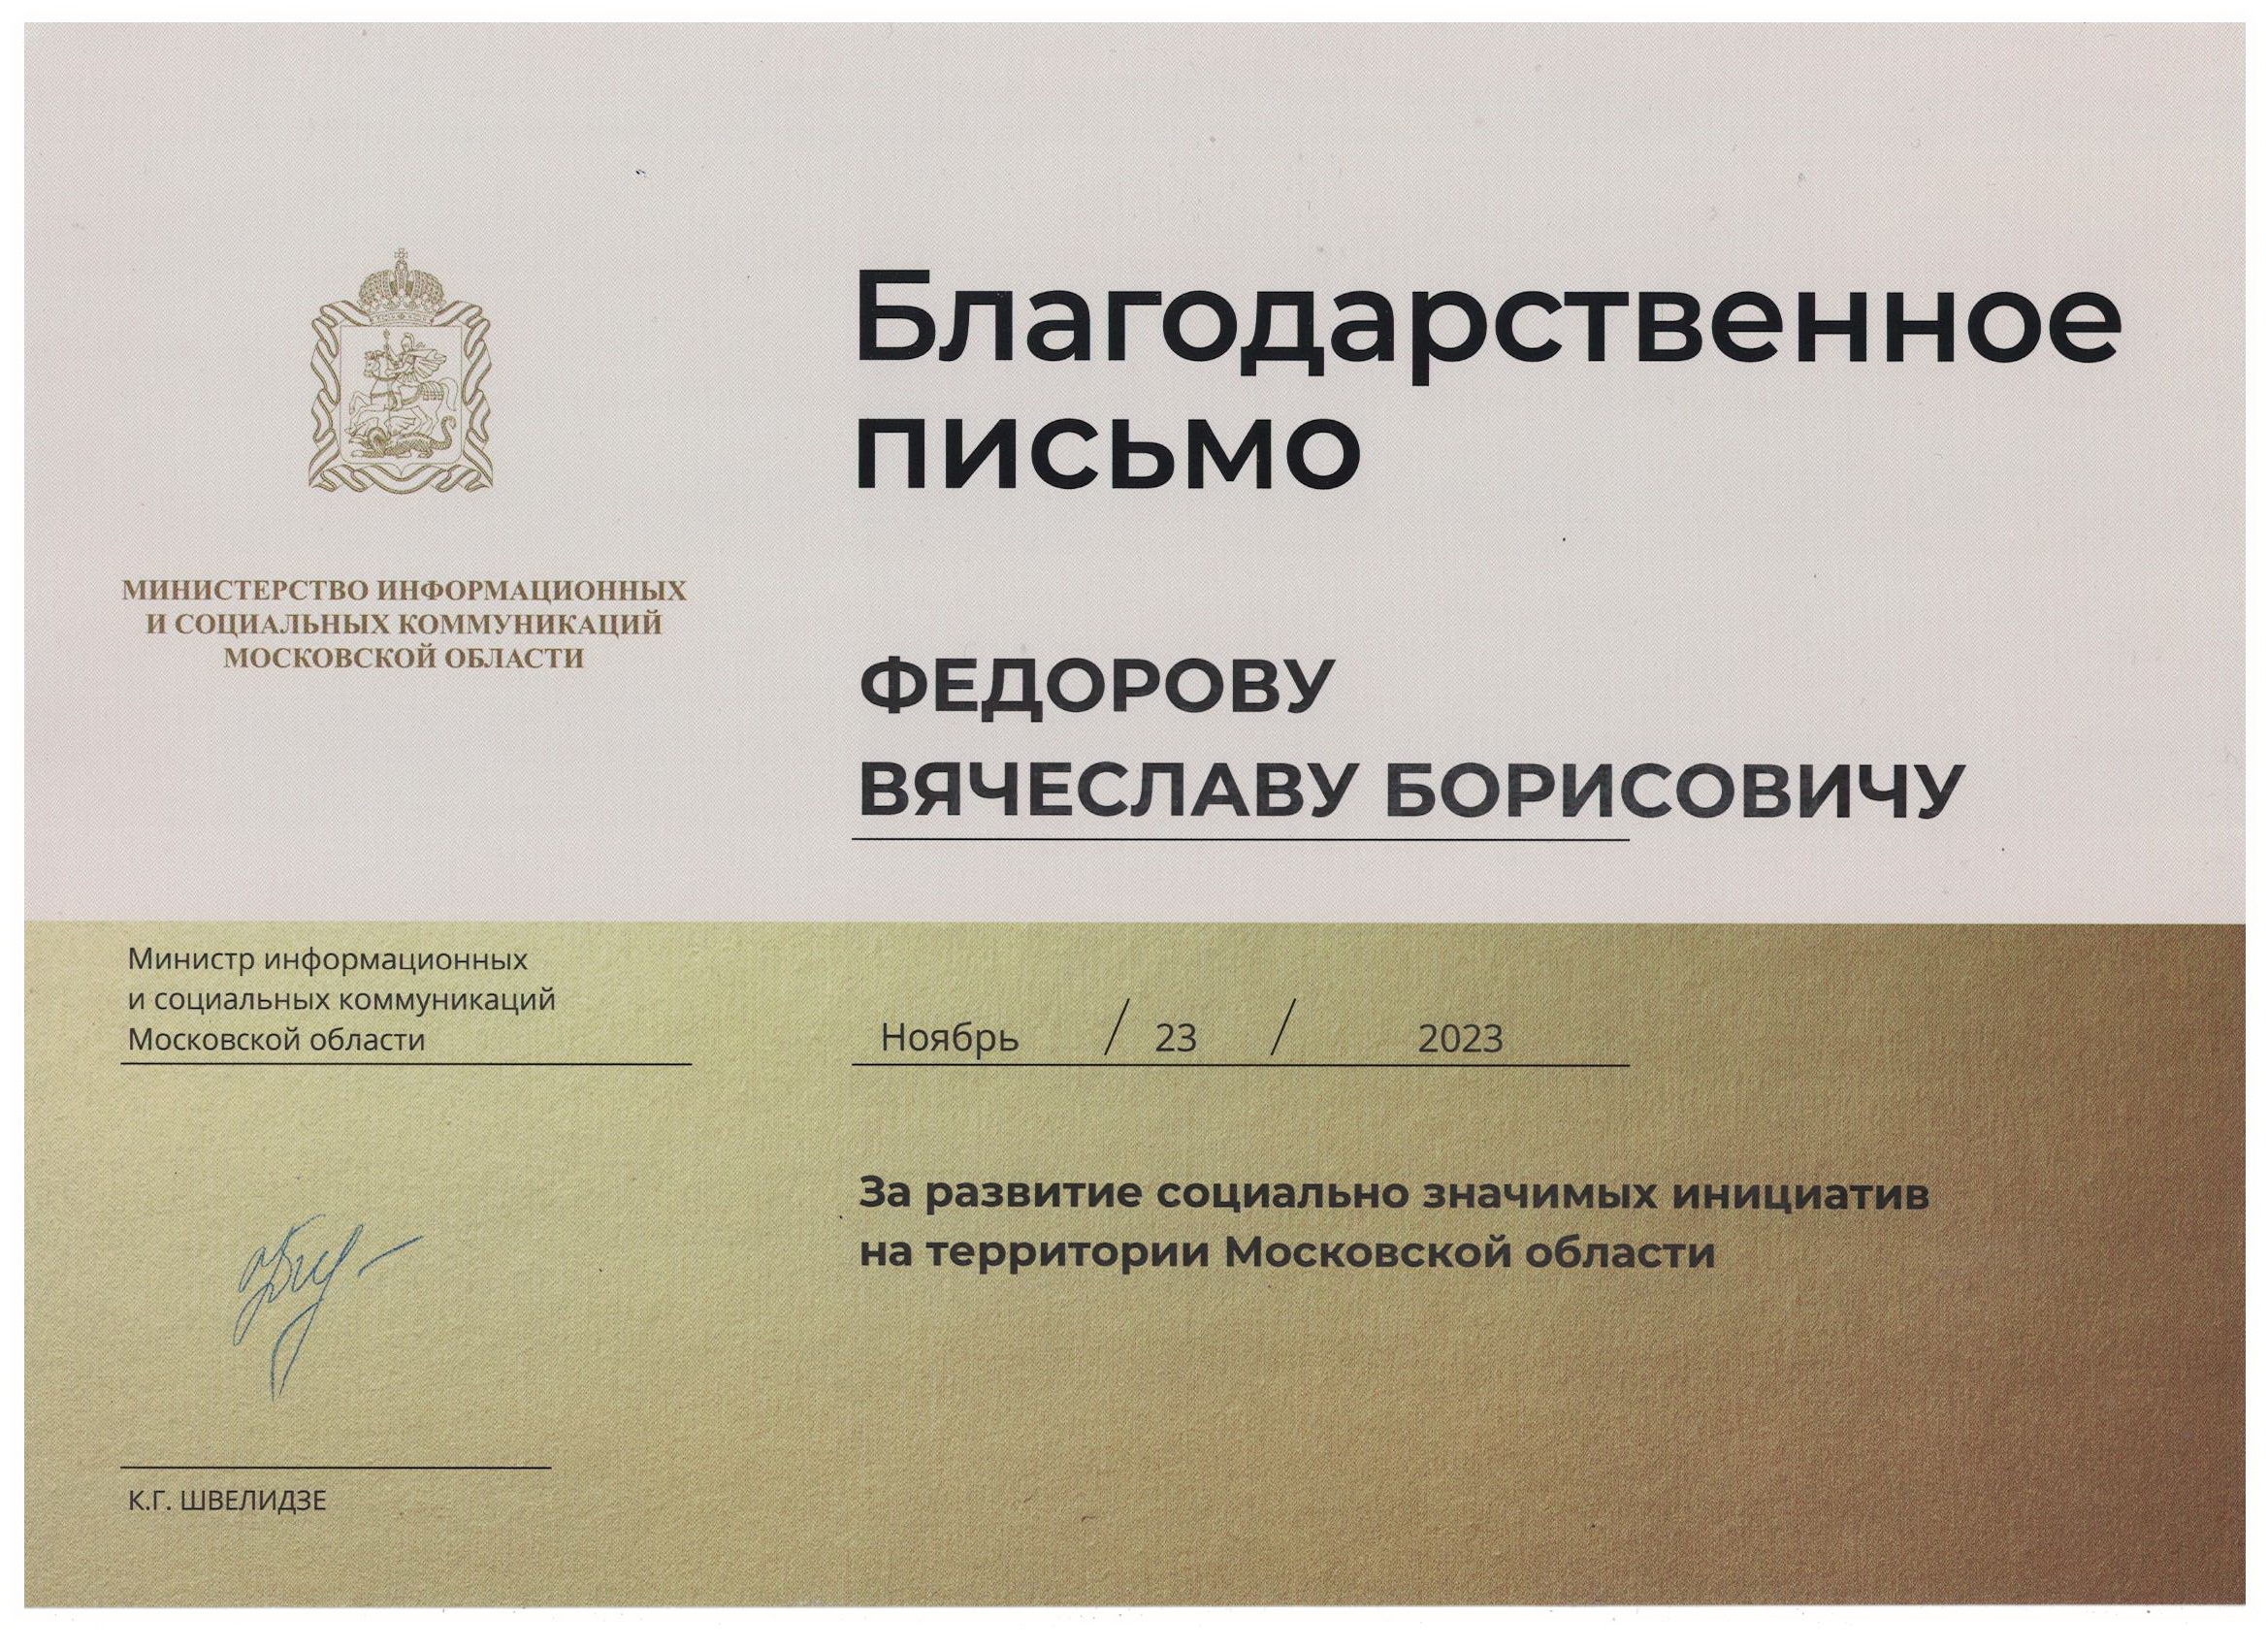 Благодарственное
письмо
МИНИСТЕРСТВО ИНФОРМАЦИОННЫХ
И СОЦИАЛЬНЫХ КОММУНИКАЦИЙ
МОСКОВСКОЙ ОБЛАСТИ
ФЕДОРОВУ
ВЯЧЕСЛАВУ БОРИСОВИЧУ
Министр информационных
и социальных коммуникаций
Московской области
Ноябрь / 23 / 2023
За развитие социально значимых инициатив
на территории Московской области
К.Г. ШВЕЛИДЗЕ